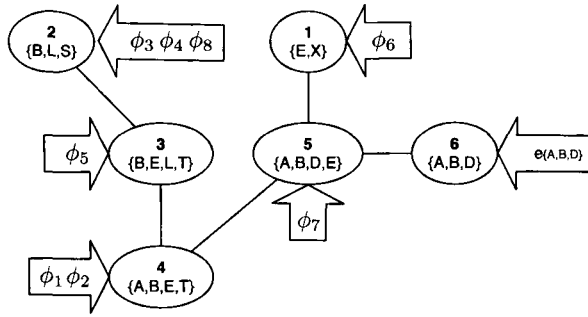 2
{B,L,S}
ϕ₃ ϕ₄ ϕ₈
1
{E,X}
ϕ₆
ϕ₅
3
{B,E,L,T}
5
{A,B,D,E}
6
{A,B,D}
e{A,B,D}
ϕ₇
ϕ₁ ϕ₂
4
{A,B,E,T}